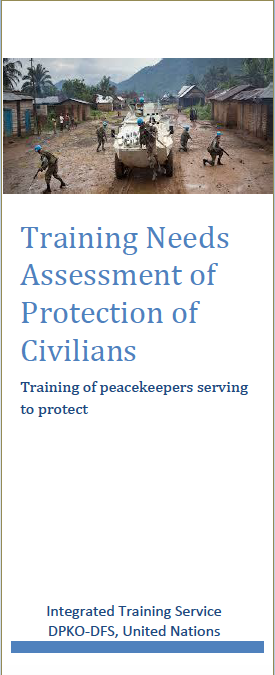 Training Needs
Assessment of
Protection of
Civilians
Training of peacekeepers serving
to protect
Integrated Training Service
DPKO-DFS, United Nations